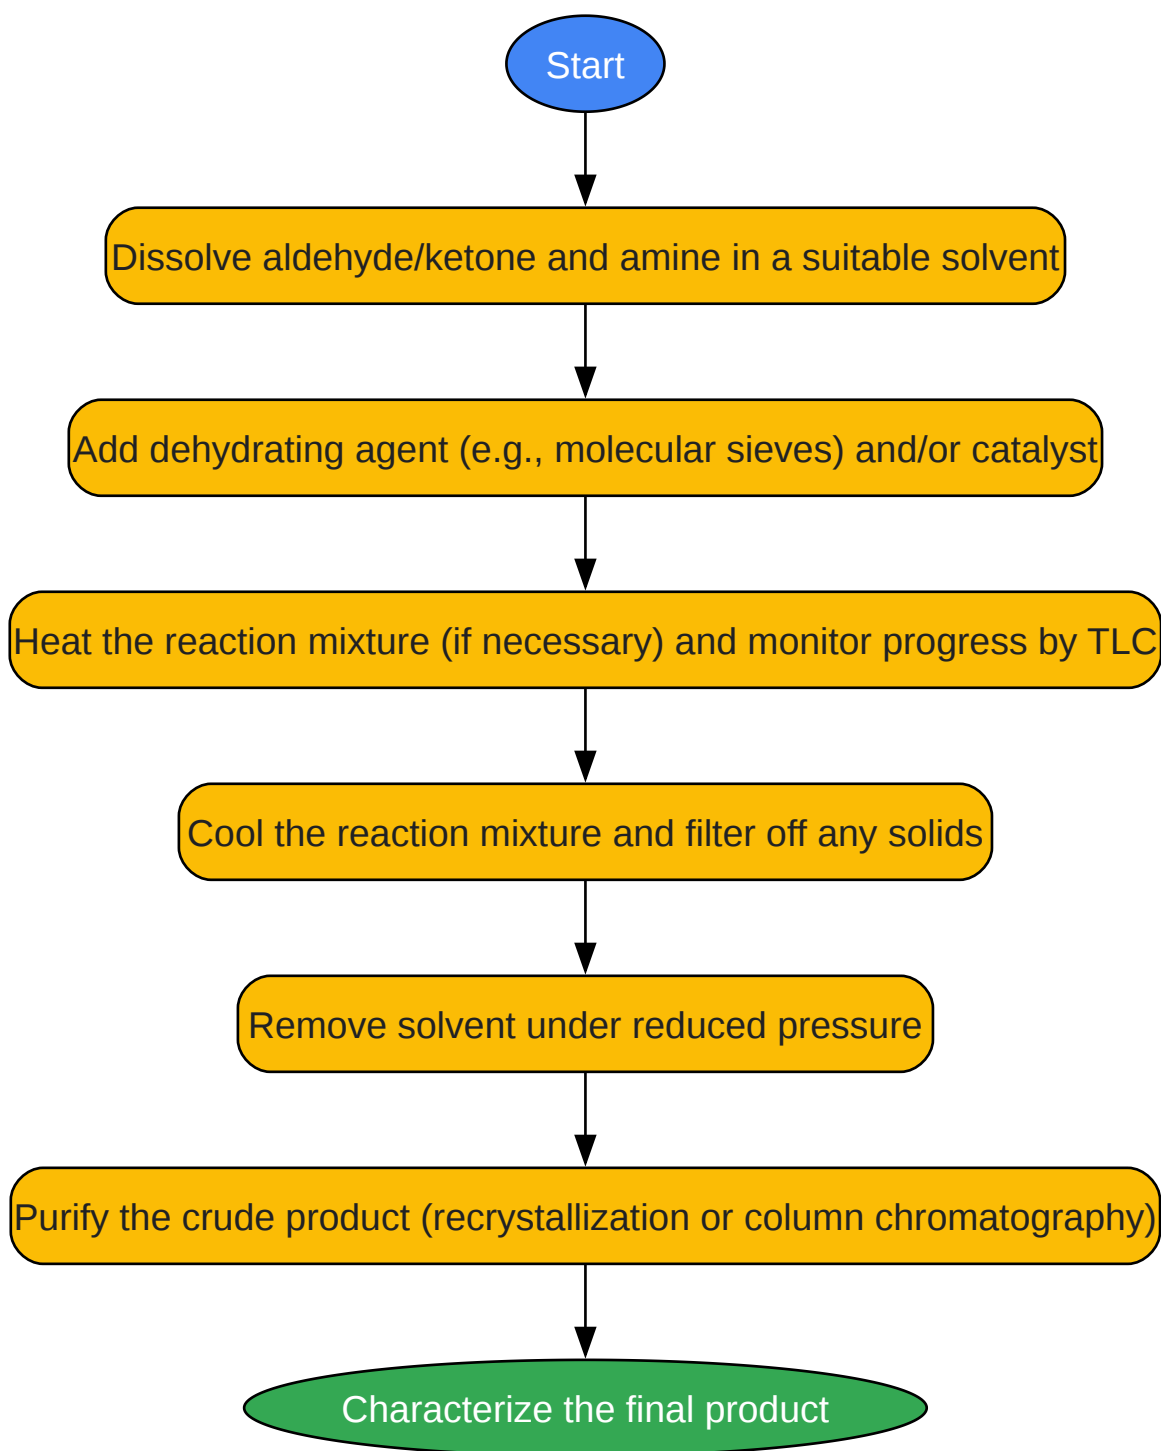 Start
Dissolve aldehyde/ketone and amine in a suitable solvent
Add dehydrating agent (e.g., molecular sieves) and/or catalyst
Heat the reaction mixture (if necessary) and monitor progress by TLC
Cool the reaction mixture and filter off any solids
Remove solvent under reduced pressure
Purify the crude product (recrystallization or column chromatography)
Characterize the final product